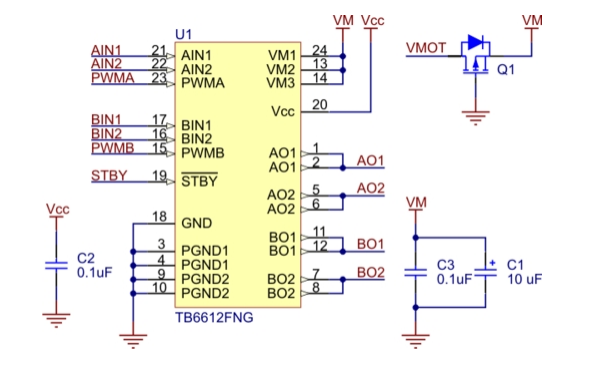 VM Vcc
U1
AIN1 21 AIN1 VM1 24
AIN2 22 AIN2 VM2 13
PWMA 23 PWMA VM3 14
Vcc 20
BIN1 17 BIN1
BIN2 16 BIN2
PWMB 15 PWMB AO1 1
AO1 2 AO1
STBY 19 STBY
AO2 5 AO2
AO2 6
18 GND
BO1 11
3 PGND1 BO1 12 BO1
4 PGND1
9 PGND2 BO2 7 BO2
10 PGND2 BO2 8
TB6612FNG
VMOT VM
Q1
Vcc
C2
0.1uF
VM
C3
0.1uF
+ C1
10 uF